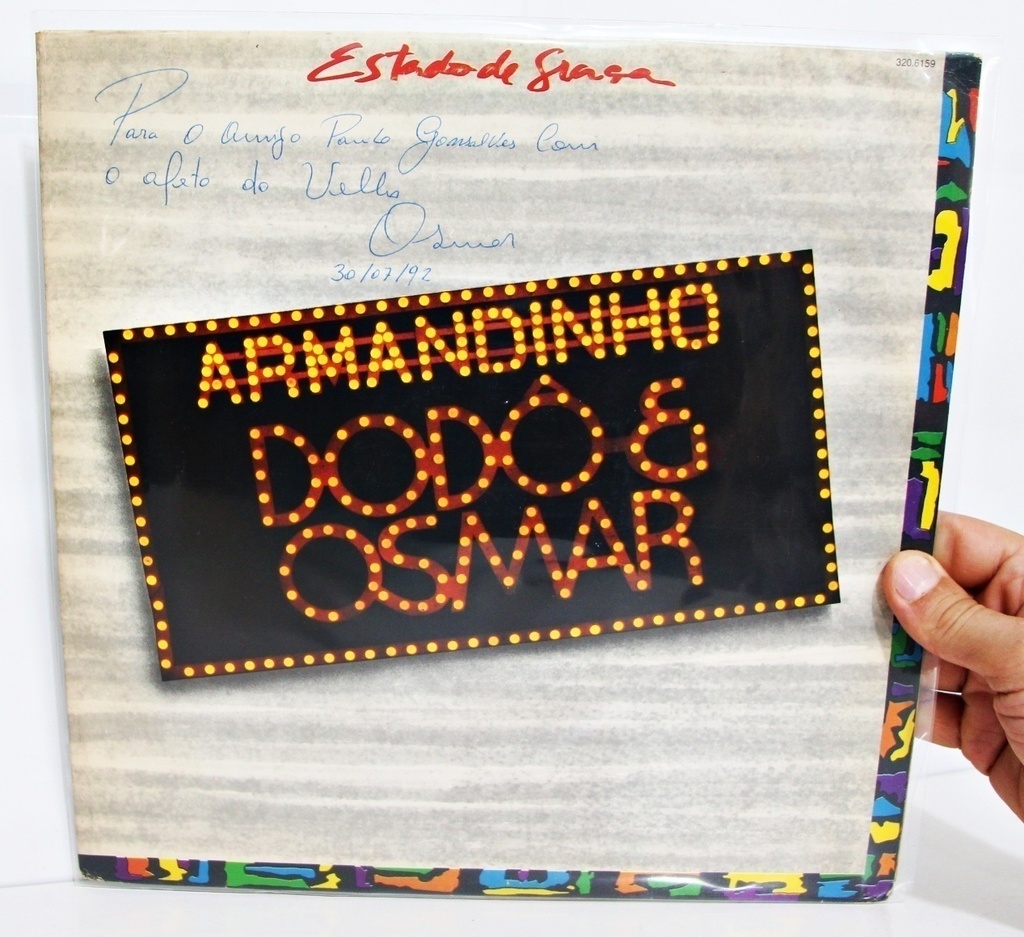 Estado de Graça
320.6159
Para o amigo Paulo Gonsalves com
o afeto do Velho
Osmar
30/07/92
ARMANDINHO
DODÔ &
OSMAR